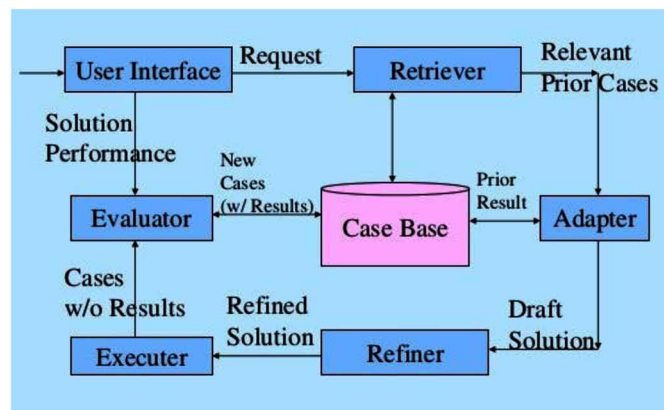 User Interface
Request
Retriever
Relevant
Prior Cases
Solution
Performance
New
Cases
(w/ Results)
Prior
Result
Evaluator
Case Base
Adapter
Cases
w/o Results
Refined
Solution
Draft
Solution
Executer
Refiner